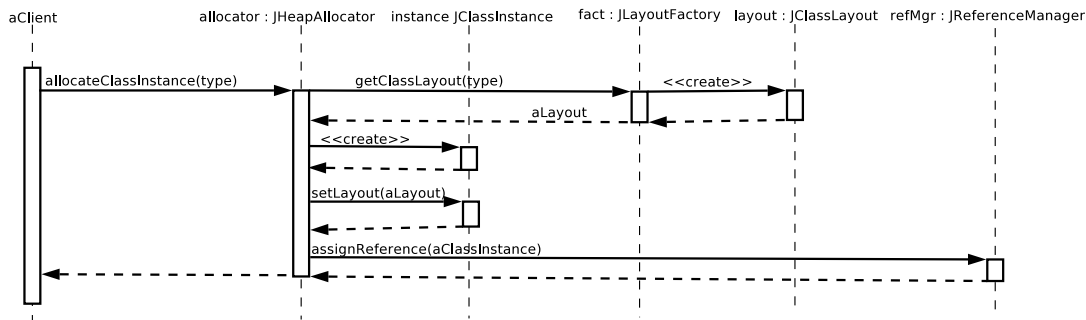 aClient
allocator : JHeapAllocator
instance JClassInstance
fact : JLayoutFactory
layout : JClassLayout
refMgr : JReferenceManager
allocateClassInstance(type)
getClassLayout(type)
<<create>>
aLayout
<<create>>
setLayout(aLayout)
assignReference(aClassInstance)